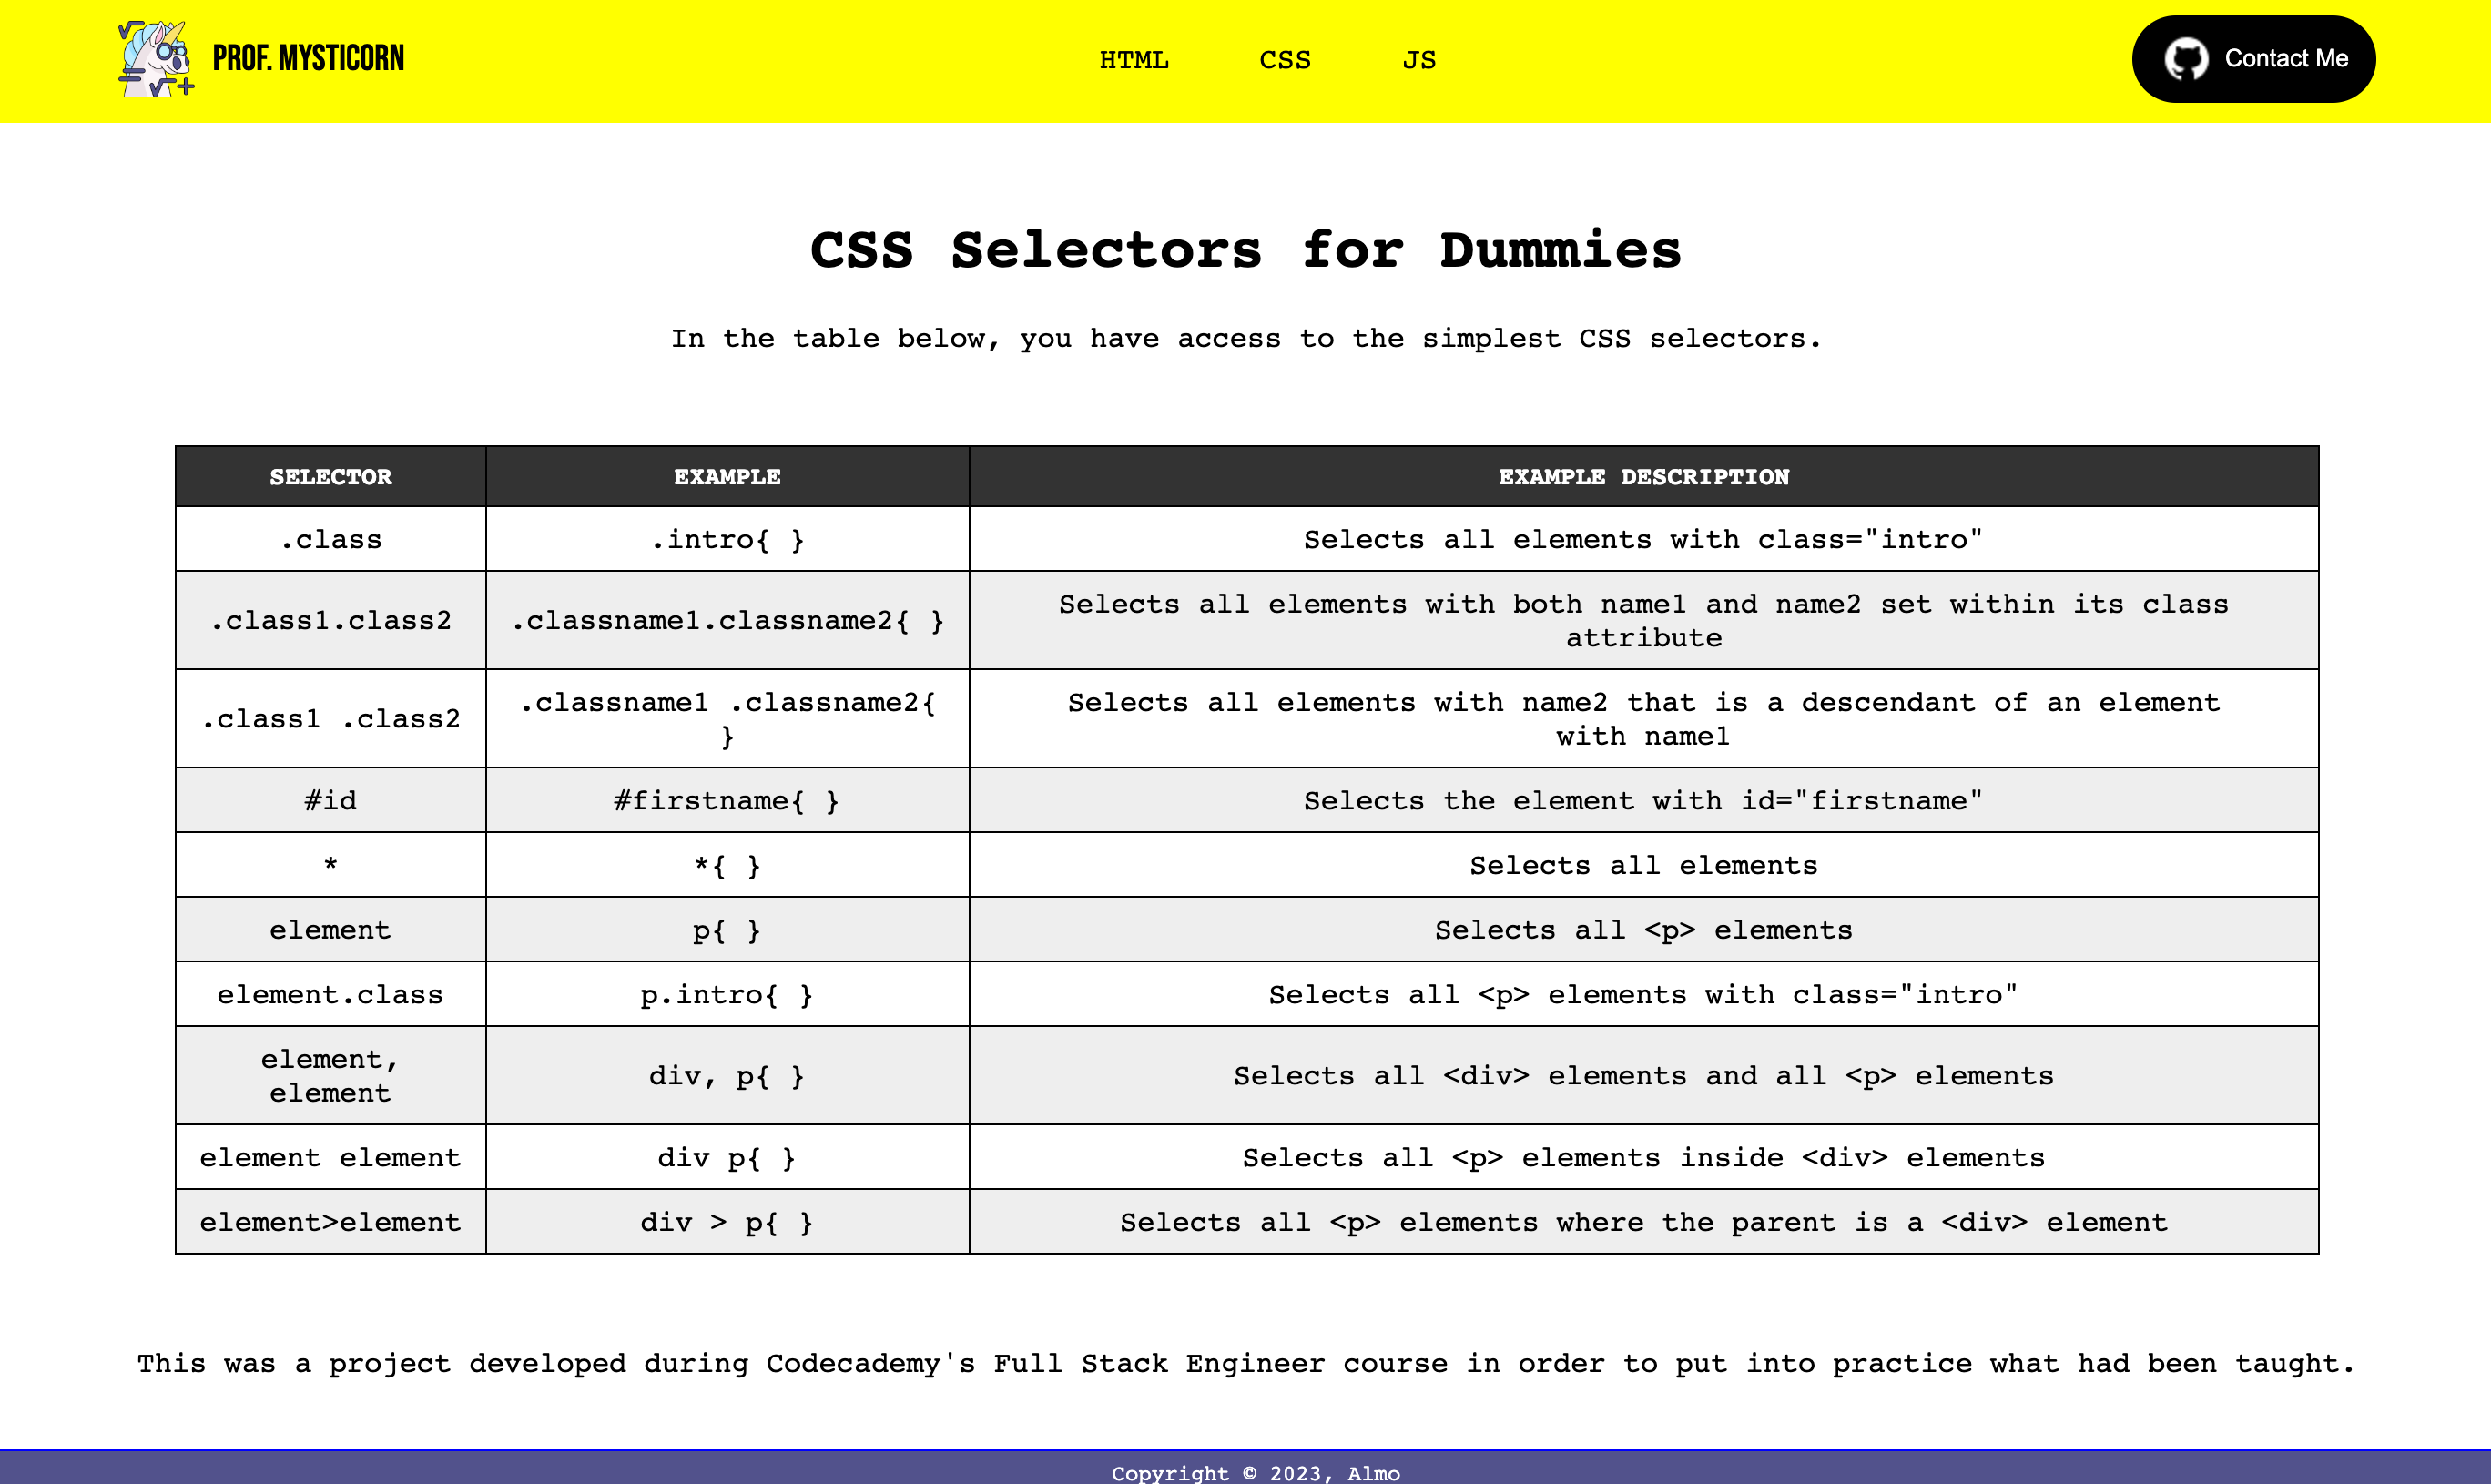 PROF. MYSTICORN
HTML
CSS
JS
Contact Me
CSS Selectors for Dummies
In the table below, you have access to the simplest CSS selectors.
SELECTOR
EXAMPLE
EXAMPLE DESCRIPTION
.class
.intro{ }
Selects all elements with class="intro"
.class1.class2
.classname1.classname2{ }
Selects all elements with both name1 and name2 set within its class
attribute
.class1 .class2
.classname1 .classname2{
}
Selects all elements with name2 that is a descendant of an element
with name1
#id
#firstname{ }
Selects the element with id="firstname"
*
*{ }
Selects all elements
element
p{ }
Selects all <p> elements
element.class
p.intro{ }
Selects all <p> elements with class="intro"
element,
element
div, p{ }
Selects all <div> elements and all <p> elements
element element
div p{ }
Selects all <p> elements inside <div> elements
element>element
div > p{ }
Selects all <p> elements where the parent is a <div> element
This was a project developed during Codecademy's Full Stack Engineer course in order to put into practice what had been taught.
Copyright © 2023, Almo